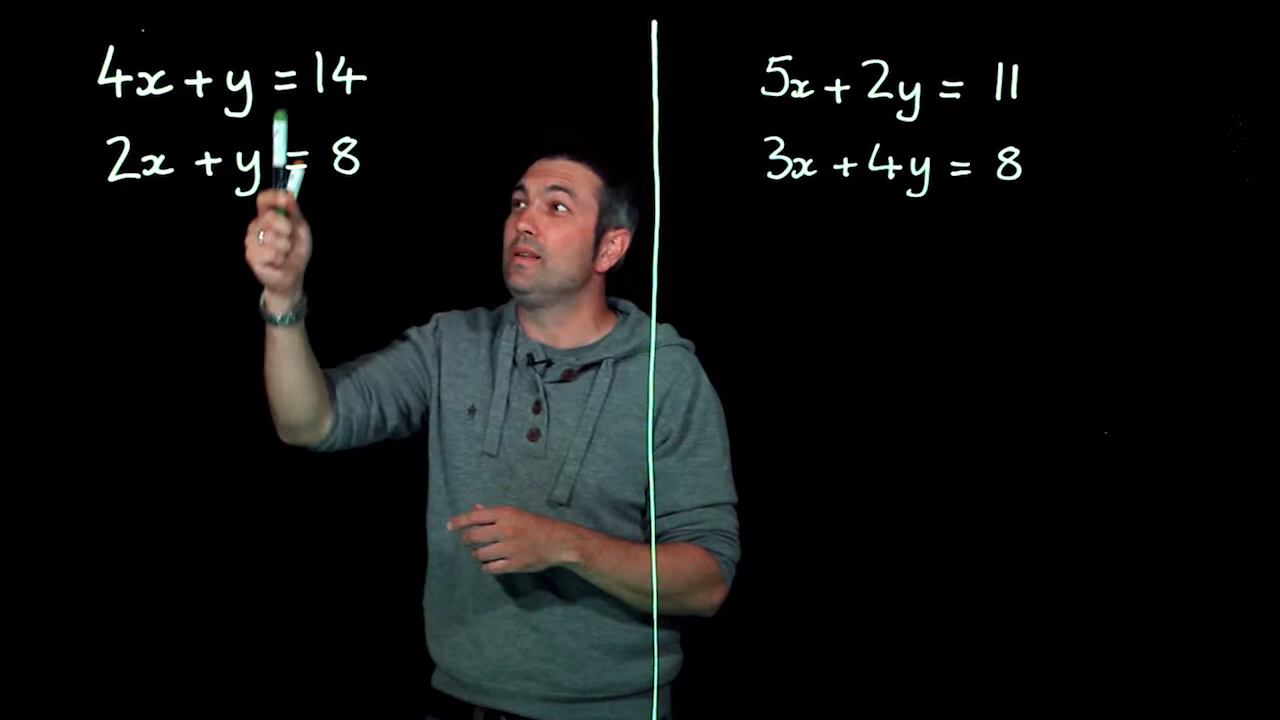 4x + y = 14
2x + y = 8
5x + 2y = 11
3x + 4y = 8